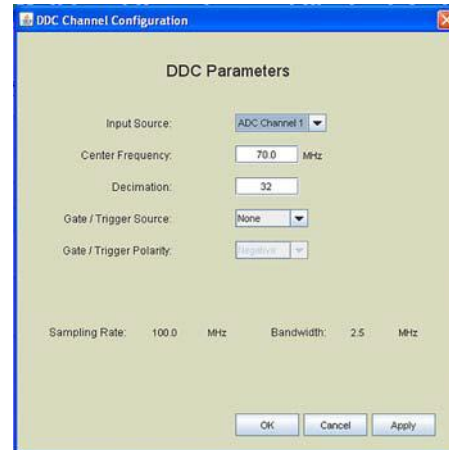 DDC Channel Configuration
DDC Parameters
Input Source: ADC Channel 1
Center Frequency: 70.0 MHz
Decimation: 32
Gate / Trigger Source: None
Gate / Trigger Polarity: Negative
Sampling Rate: 100.0 MHz Bandwidth: 2.5 MHz
OK Cancel Apply